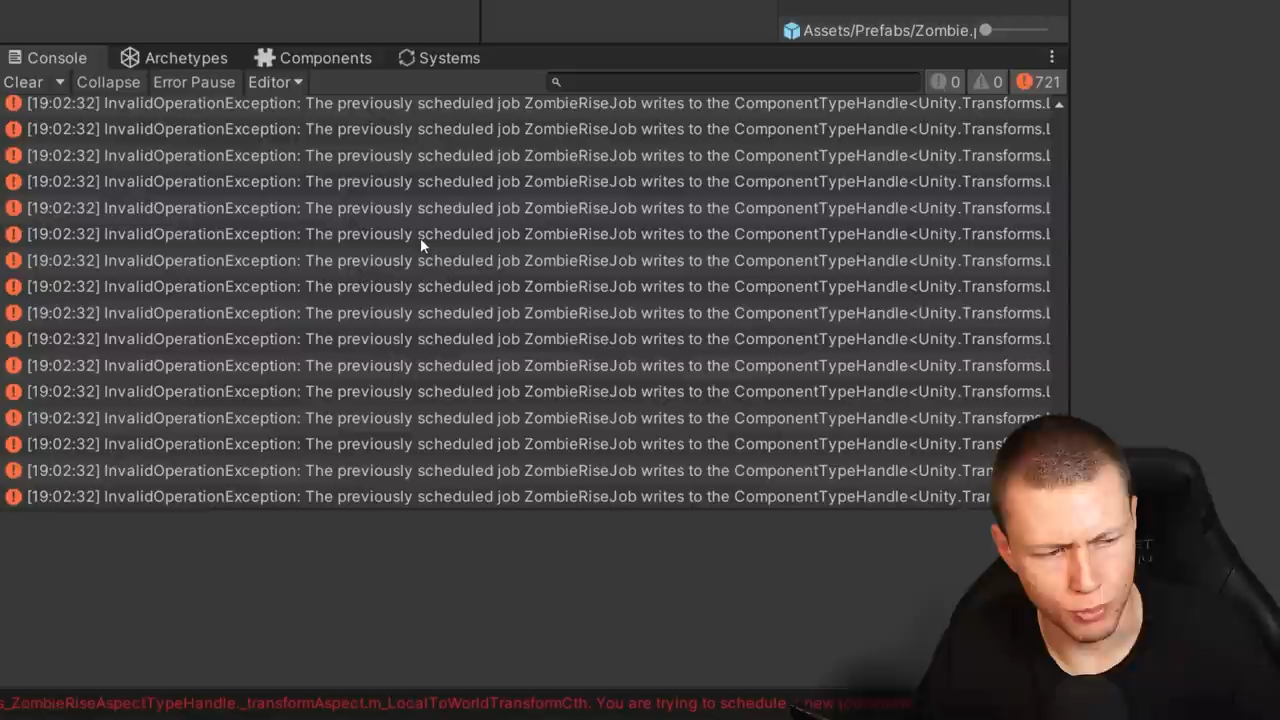 Assets/Prefabs/Zombie.p
Console Archetypes Components Systems
Clear Collapse Error Pause Editor 0 0 721
[19:02:32] InvalidOperationException: The previously scheduled job ZombieRiseJob writes to the ComponentTypeHandle<Unity.Transforms.L
[19:02:32] InvalidOperationException: The previously scheduled job ZombieRiseJob writes to the ComponentTypeHandle<Unity.Transforms.L
[19:02:32] InvalidOperationException: The previously scheduled job ZombieRiseJob writes to the ComponentTypeHandle<Unity.Transforms.L
[19:02:32] InvalidOperationException: The previously scheduled job ZombieRiseJob writes to the ComponentTypeHandle<Unity.Transforms.L
[19:02:32] InvalidOperationException: The previously scheduled job ZombieRiseJob writes to the ComponentTypeHandle<Unity.Transforms.L
[19:02:32] InvalidOperationException: The previously scheduled job ZombieRiseJob writes to the ComponentTypeHandle<Unity.Transforms.L
[19:02:32] InvalidOperationException: The previously scheduled job ZombieRiseJob writes to the ComponentTypeHandle<Unity.Transforms.L
[19:02:32] InvalidOperationException: The previously scheduled job ZombieRiseJob writes to the ComponentTypeHandle<Unity.Transforms.L
[19:02:32] InvalidOperationException: The previously scheduled job ZombieRiseJob writes to the ComponentTypeHandle<Unity.Transforms.L
[19:02:32] InvalidOperationException: The previously scheduled job ZombieRiseJob writes to the ComponentTypeHandle<Unity.Transforms.L
[19:02:32] InvalidOperationException: The previously scheduled job ZombieRiseJob writes to the ComponentTypeHandle<Unity.Transforms.L
[19:02:32] InvalidOperationException: The previously scheduled job ZombieRiseJob writes to the ComponentTypeHandle<Unity.Transforms.L
[19:02:32] InvalidOperationException: The previously scheduled job ZombieRiseJob writes to the ComponentTypeHandle<Unity.Transforms.
[19:02:32] InvalidOperationException: The previously scheduled job ZombieRiseJob writes to the ComponentTypeHandle<Unity.Transf
[19:02:32] InvalidOperationException: The previously scheduled job ZombieRiseJob writes to the ComponentTypeHandle<Unity.Tran
[19:02:32] InvalidOperationException: The previously scheduled job ZombieRiseJob writes to the ComponentTypeHandle<Unity.Tran
s_ZombieRiseAspectTypeHandle._transformAspect.m_LocalToWorldTransformCth. You are trying to schedule new